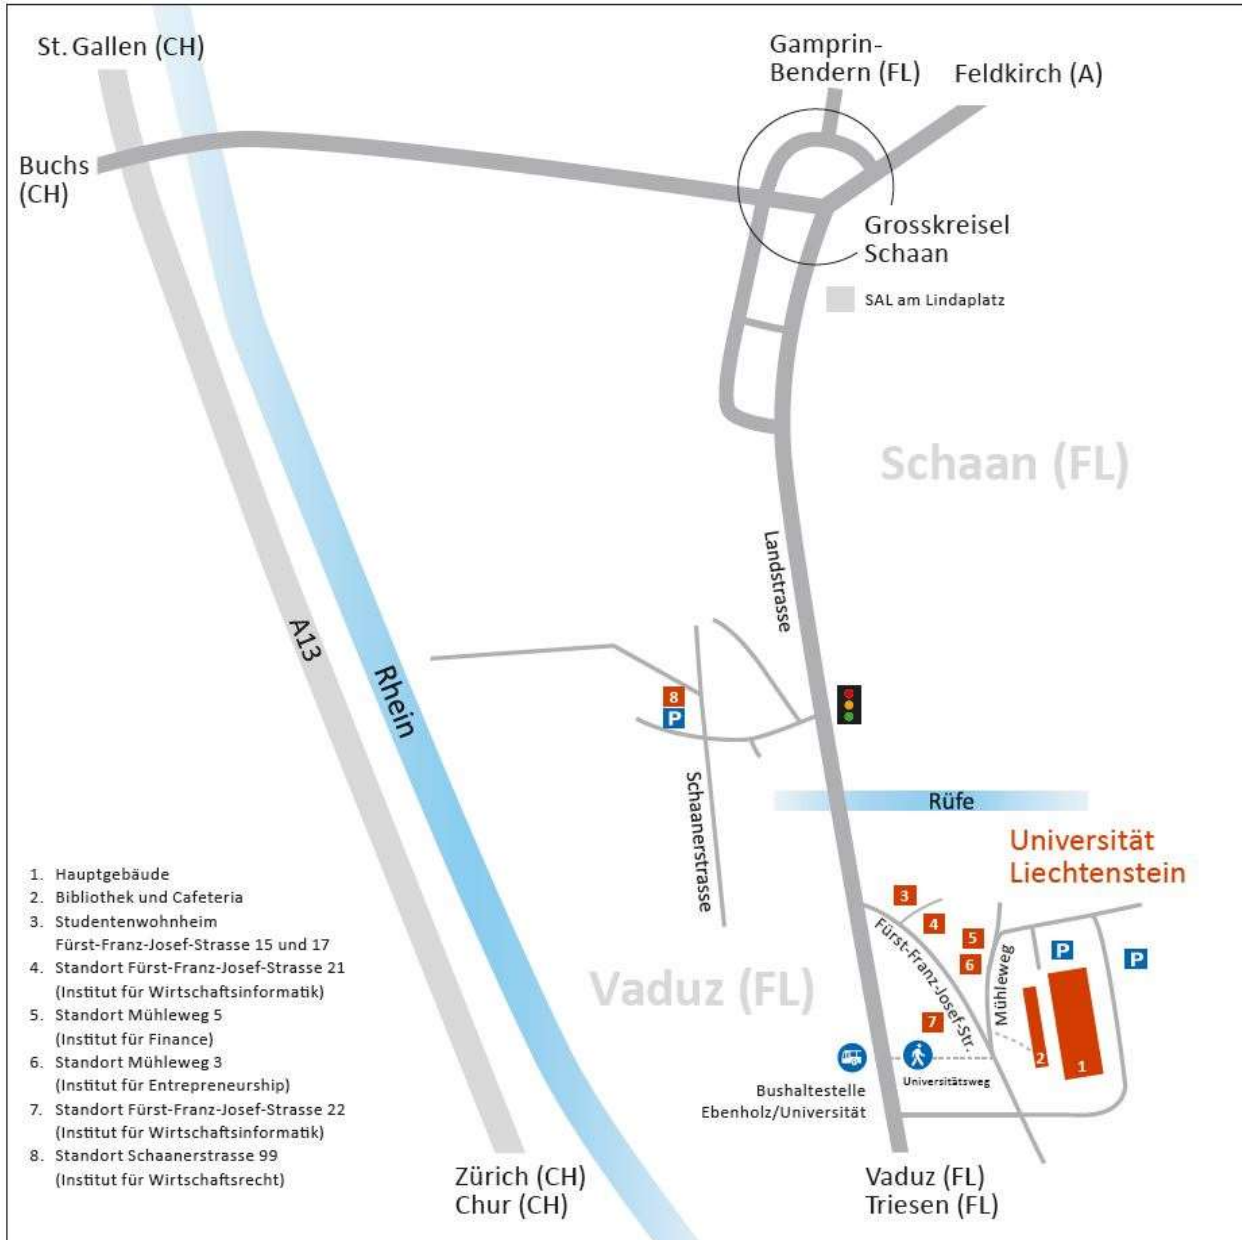 St. Gallen (CH)
Gamprin-
Bendern (FL)
Feldkirch (A)
Buchs
(CH)
Grosskreisel
Schaan
SAL am Lindaplatz
Schaan (FL)
Landstrasse
A13
Rhein
8
P
Schaanerstrasse
Rüfe
Universität
Liechtenstein
1. Hauptgebäude
2. Bibliothek und Cafeteria
3. Studentenwohnheim
Fürst-Franz-Josef-Strasse 15 und 17
4. Standort Fürst-Franz-Josef-Strasse 21
(Institut für Wirtschaftsinformatik)
5. Standort Mühleweg 5
(Institut für Finance)
6. Standort Mühleweg 3
(Institut für Entrepreneurship)
7. Standort Fürst-Franz-Josef-Strasse 22
(Institut für Wirtschaftsinformatik)
8. Standort Schaanerstrasse 99
(Institut für Wirtschaftsrecht)
Vaduz (FL)
3
4
5
6
P
P
Fürst-Franz-Josef-Str.
Mühleweg
7
2
1
Universitätsweg
Bushaltestelle
Ebenholz/Universität
Zürich (CH)
Chur (CH)
Vaduz (FL)
Triesen (FL)